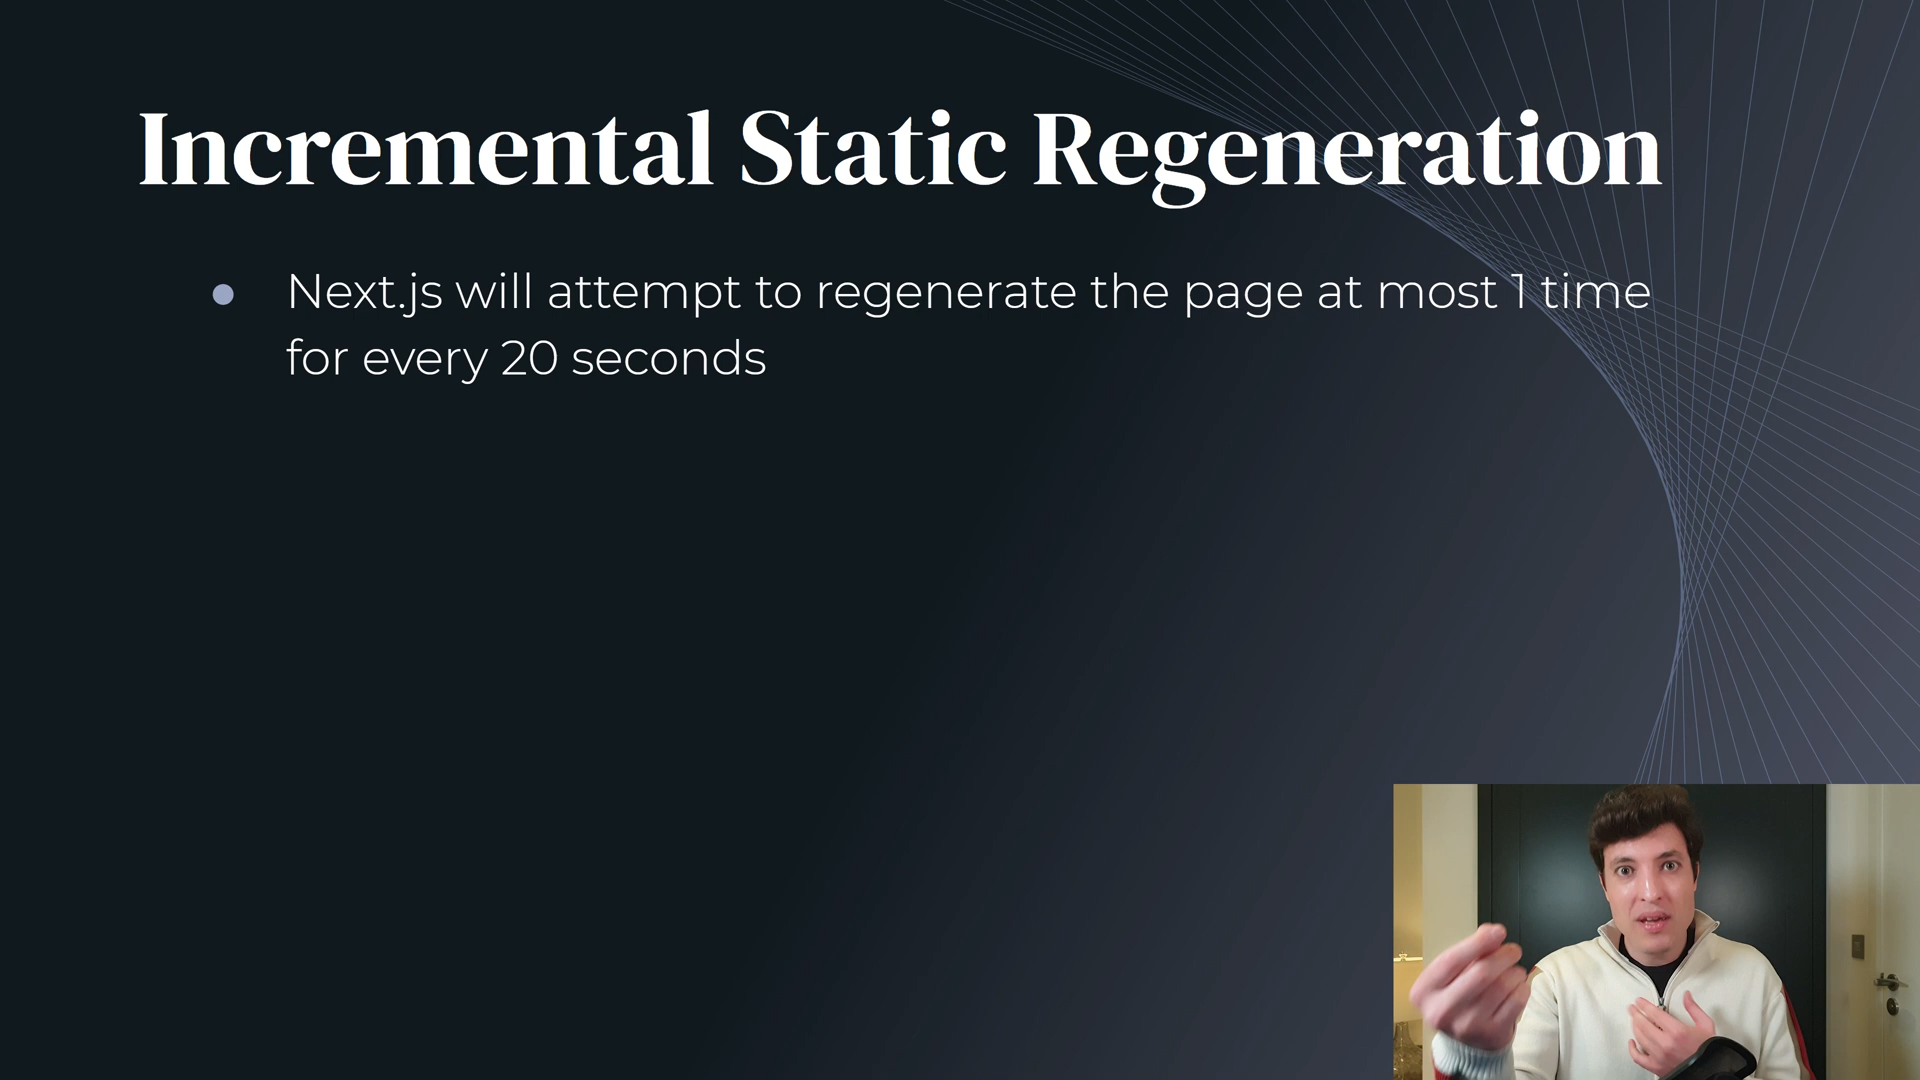 Incremental Static Regeneration
Next.js will attempt to regenerate the page at most 1 time
for every 20 seconds